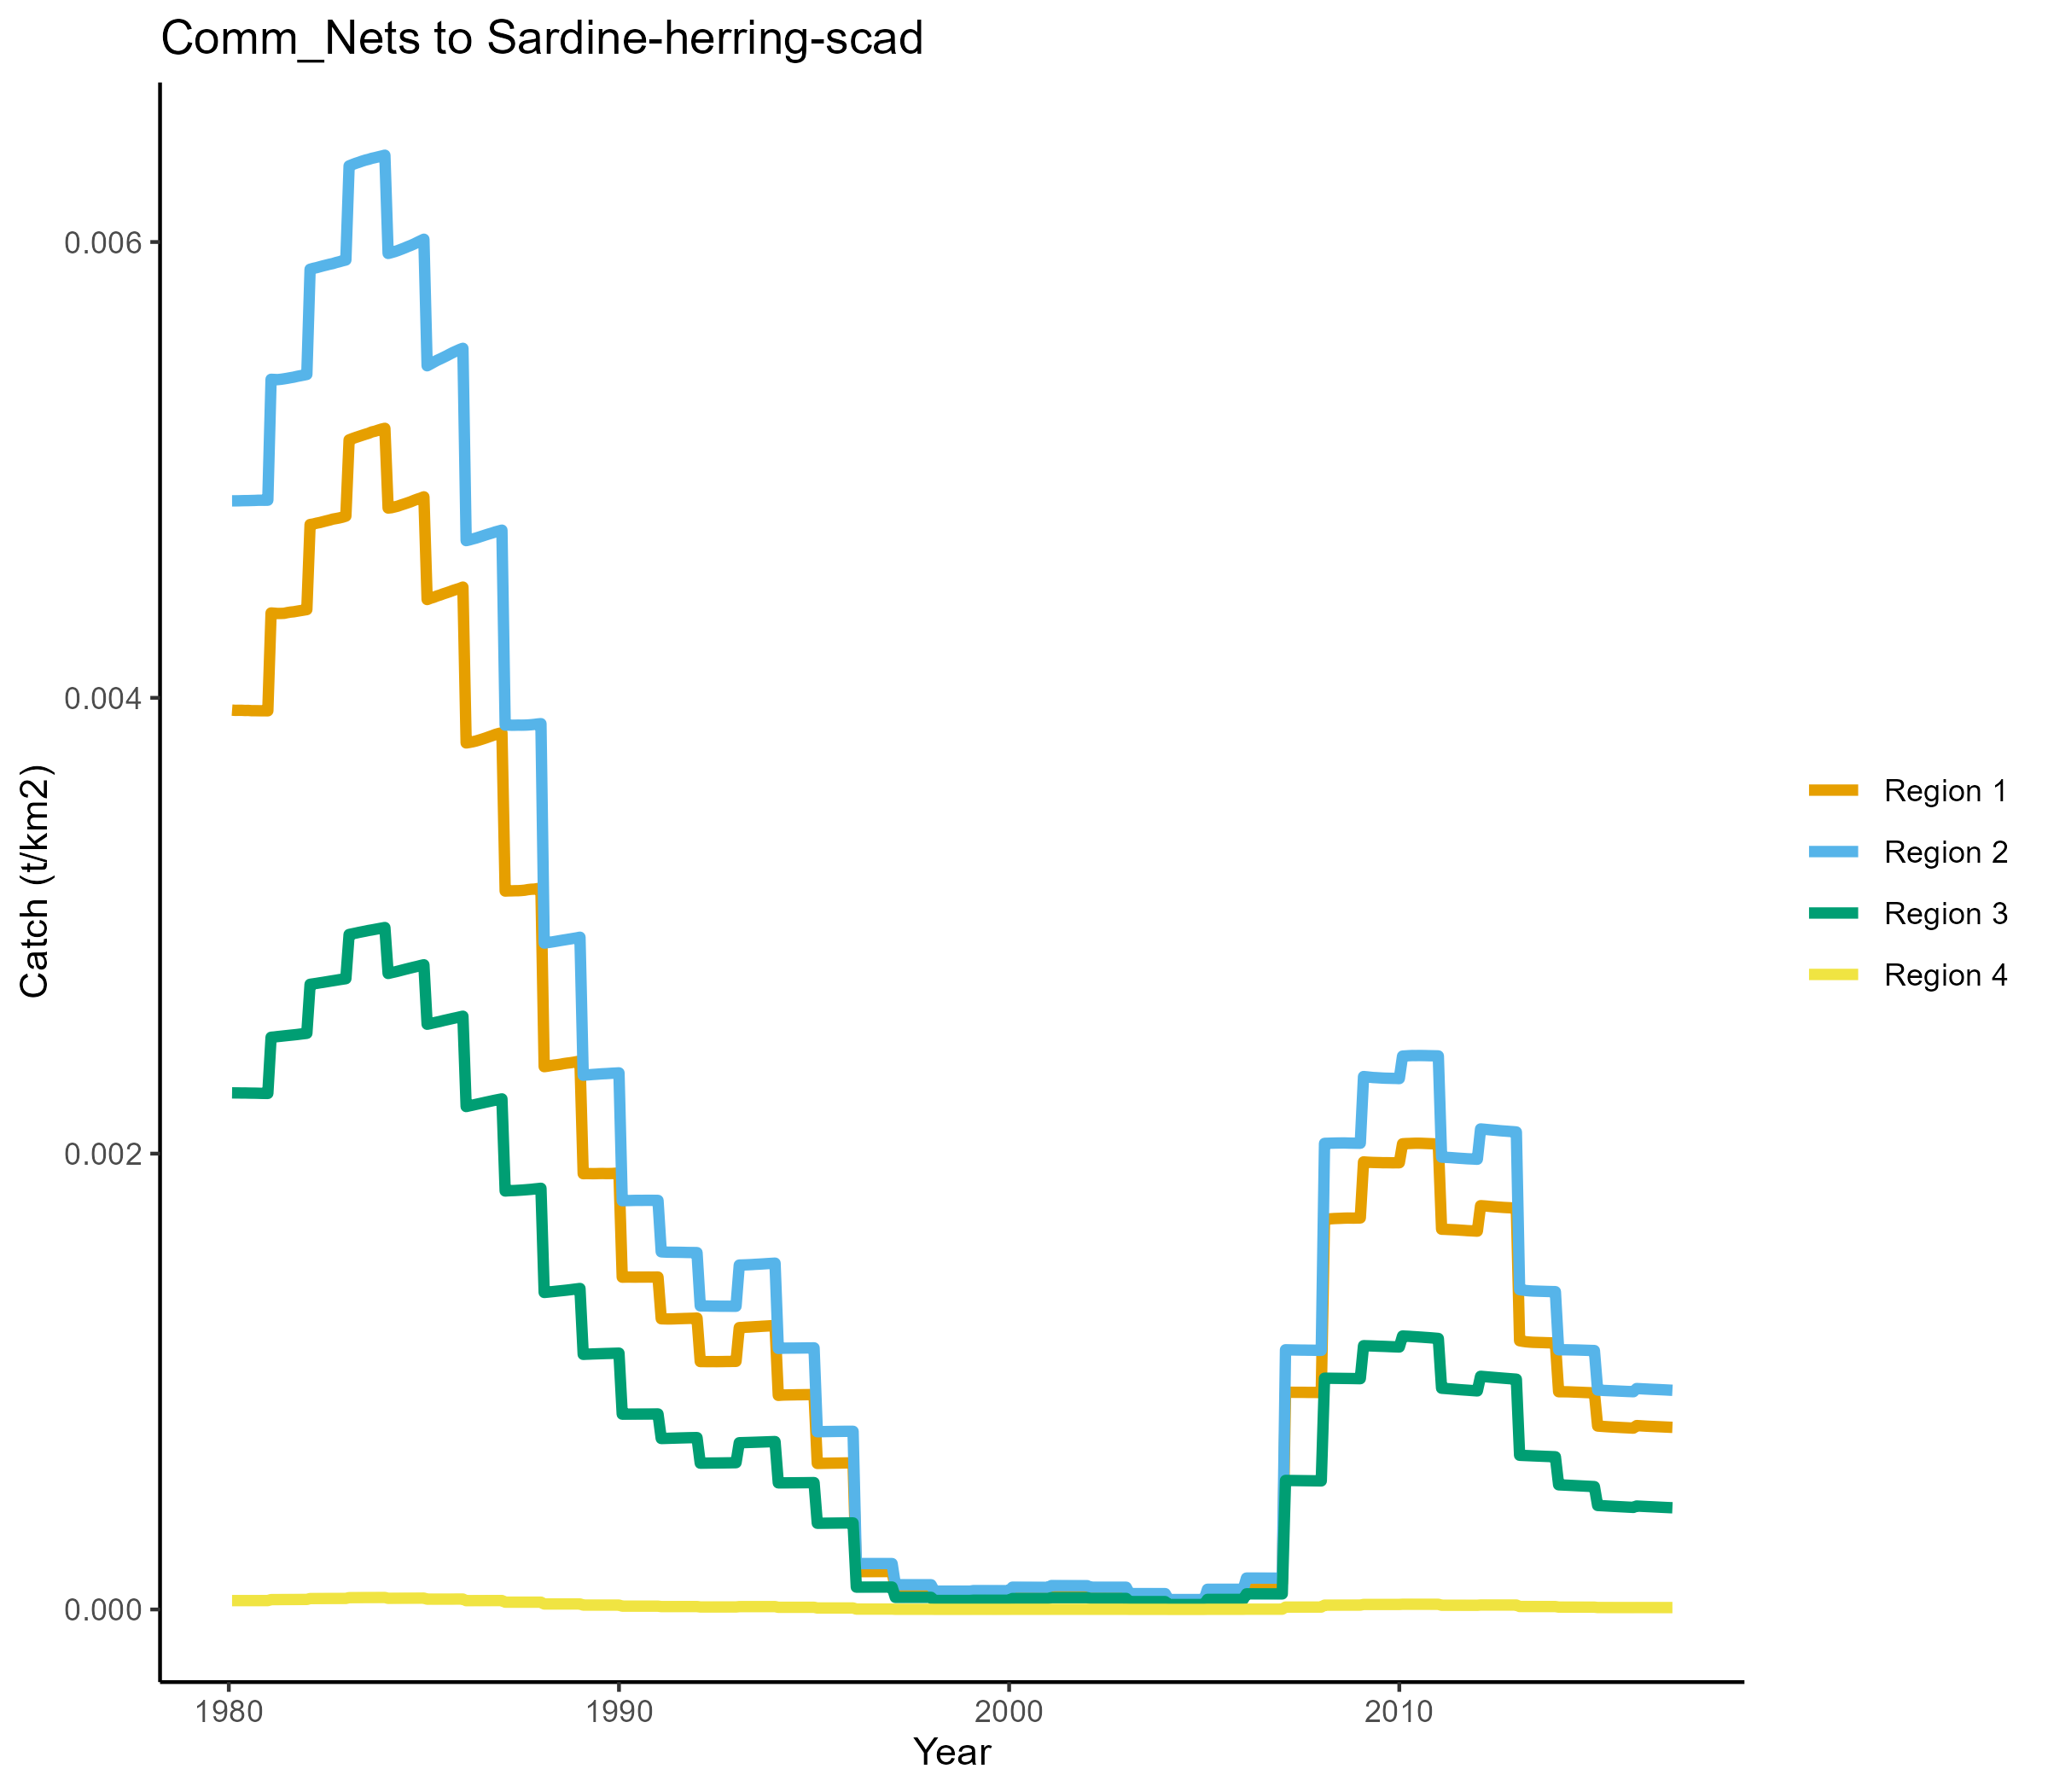 Comm_Nets to Sardine-herring-scad
Catch (t/km2)
0.006
0.004
0.002
0.000
1980
1990
2000
2010
Year
Region 1
Region 2
Region 3
Region 4